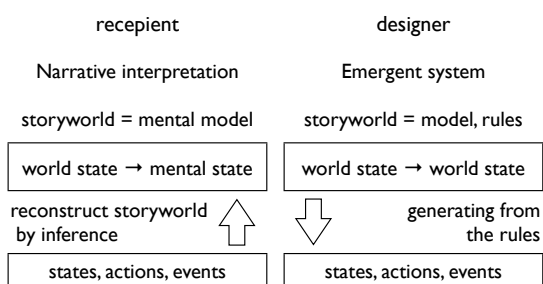 recepient
Narrative interpretation
storyworld = mental model
world state → mental state
reconstruct storyworld
by inference
states, actions, events
designer
Emergent system
storyworld = model, rules
world state → world state
generating from
the rules
states, actions, events